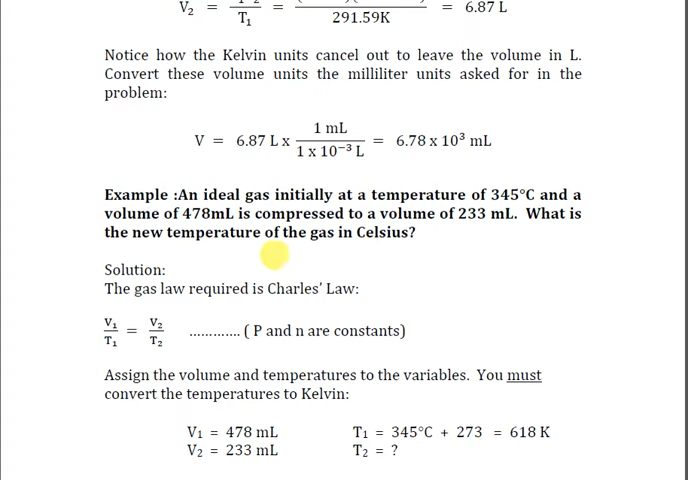 V₂ = T₁ = 291.59K = 6.87 L
Notice how the Kelvin units cancel out to leave the volume in L.
Convert these volume units the milliliter units asked for in the
problem:
V = 6.87 L x 1 mL / 1 x 10⁻³ L = 6.78 x 10³ mL
Example :An ideal gas initially at a temperature of 345°C and a
volume of 478mL is compressed to a volume of 233 mL. What is
the new temperature of the gas in Celsius?
Solution:
The gas law required is Charles' Law:
V₁/T₁ = V₂/T₂ ............. ( P and n are constants)
Assign the volume and temperatures to the variables. You must
convert the temperatures to Kelvin:
V₁ = 478 mL T₁ = 345°C + 273 = 618 K
V₂ = 233 mL T₂ = ?